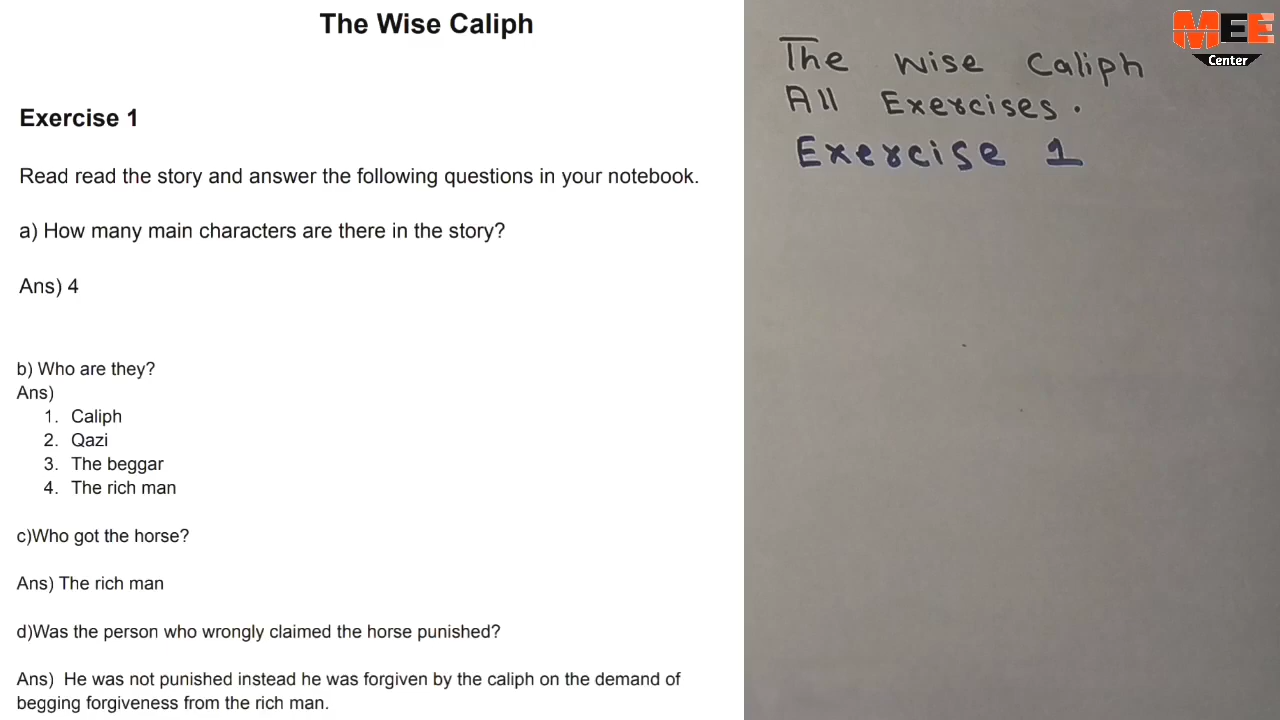 The Wise Caliph
Exercise 1
Read read the story and answer the following questions in your notebook.
a) How many main characters are there in the story?
Ans) 4
b) Who are they?
Ans)
1. Caliph
2. Qazi
3. The beggar
4. The rich man
c)Who got the horse?
Ans) The rich man
d)Was the person who wrongly claimed the horse punished?
Ans) He was not punished instead he was forgiven by the caliph on the demand of
begging forgiveness from the rich man.
The Wise Caliph
All Exercises.
Exercise 1
MEE
Center